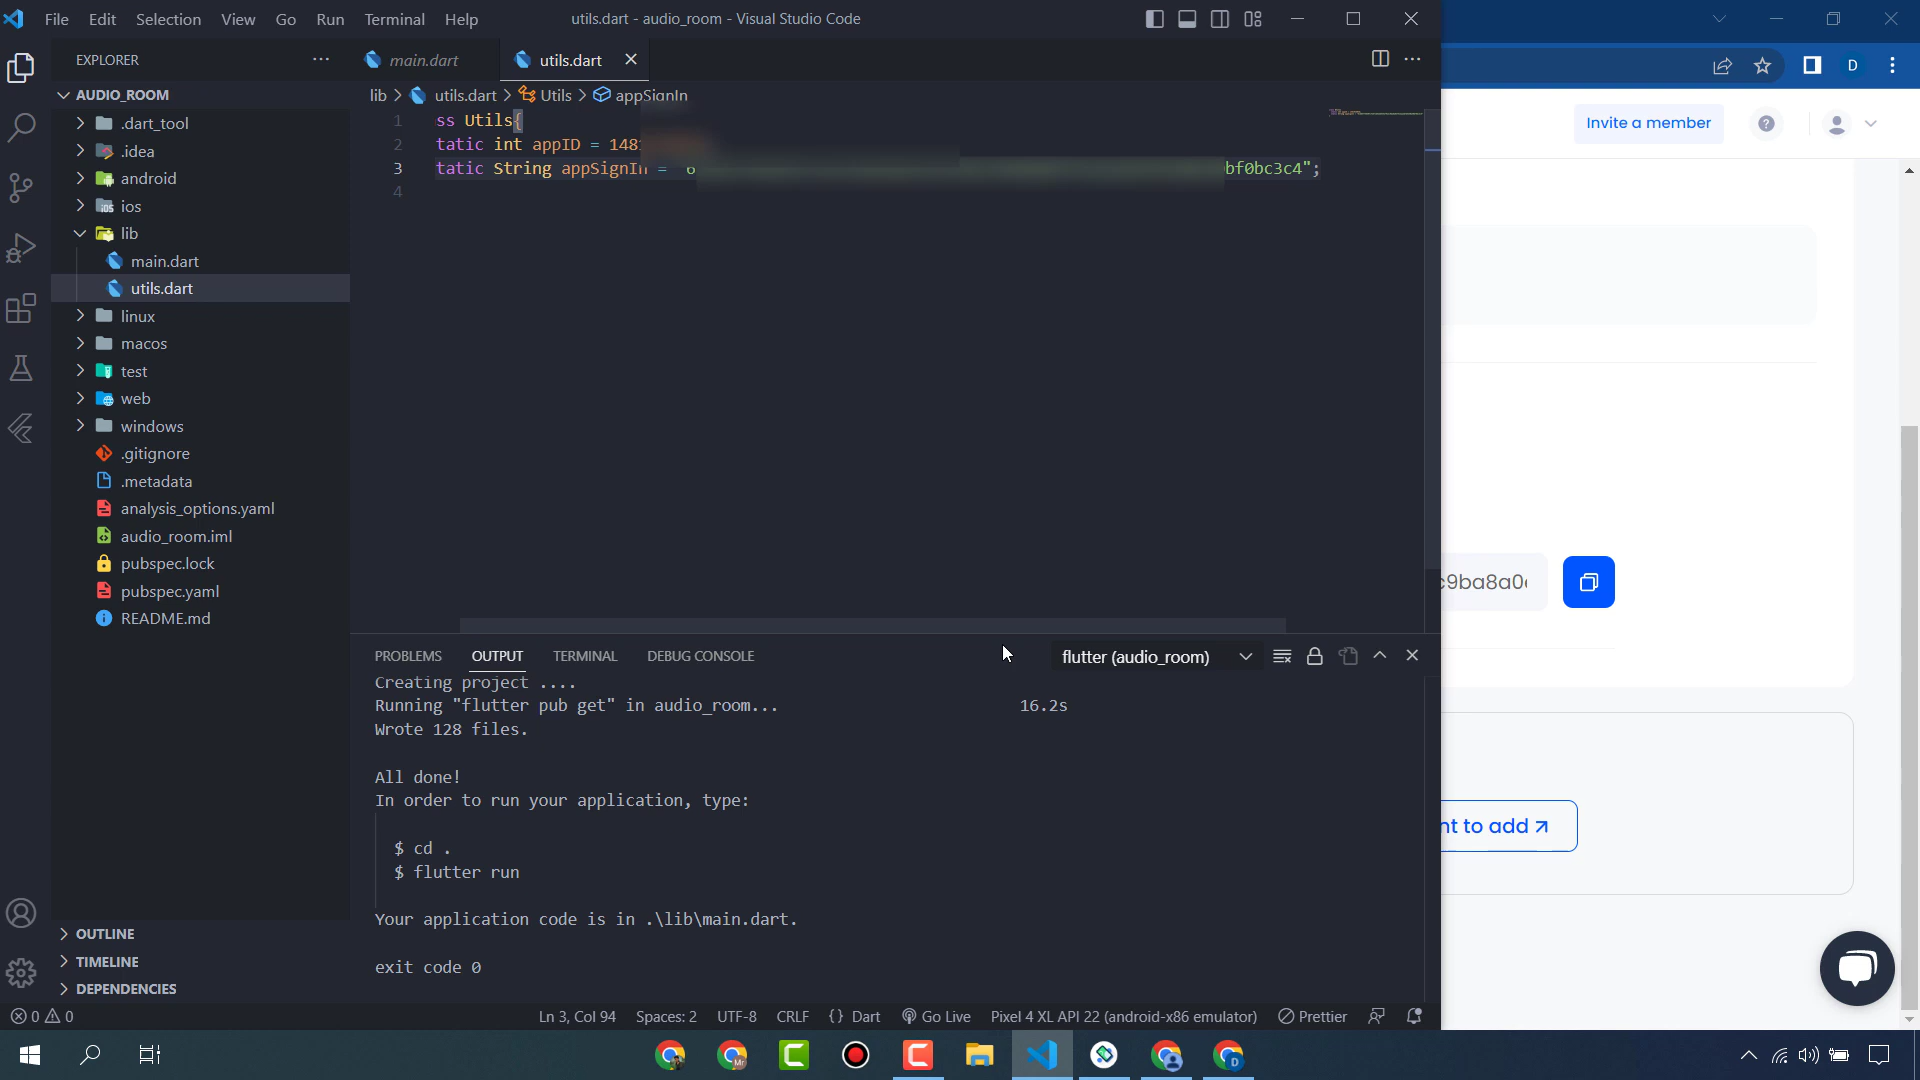 File Edit Selection View Go Run Terminal Help
utils.dart - audio_room - Visual Studio Code
EXPLORER
main.dart
utils.dart
AUDIO_ROOM
lib > utils.dart > Utils > appSignIn
.dart_tool
.idea
android
ios
lib
main.dart
utils.dart
linux
macos
test
web
windows
.gitignore
.metadata
analysis_options.yaml
audio_room.iml
pubspec.lock
pubspec.yaml
README.md
OUTLINE
TIMELINE
DEPENDENCIES
1 ss Utils{
2 tatic int appID = 148
3 tatic String appSignIn = 6 bf0bc3c4";
4
PROBLEMS OUTPUT TERMINAL DEBUG CONSOLE
flutter (audio_room)
Creating project ....
Running "flutter pub get" in audio_room... 16.2s
Wrote 128 files.
All done!
In order to run your application, type:
$ cd .
$ flutter run
Your application code is in .\lib\main.dart.
exit code 0
0 0
Ln 3, Col 94 Spaces: 2 UTF-8 CRLF {} Dart Go Live Pixel 4 XL API 22 (android-x86 emulator) Prettier
D
Invite a member
c9ba8a0
nt to add
Mr
D